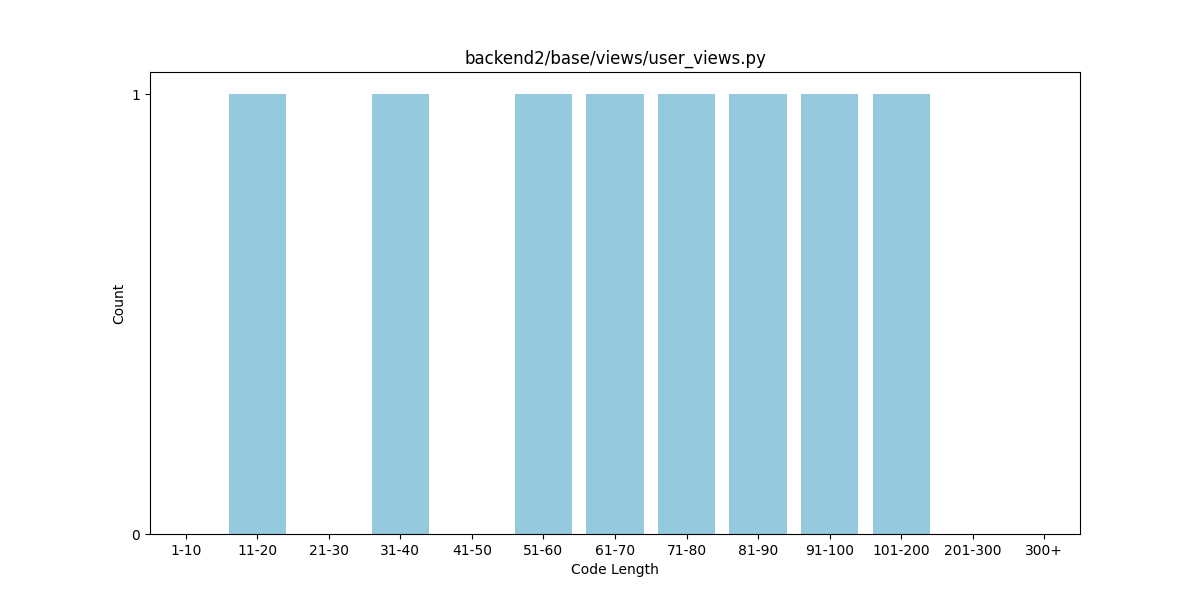 backend2/base/views/user_views.py
1
0
Count
1-10 11-20 21-30 31-40 41-50 51-60 61-70 71-80 81-90 91-100 101-200 201-300 300+
Code Length